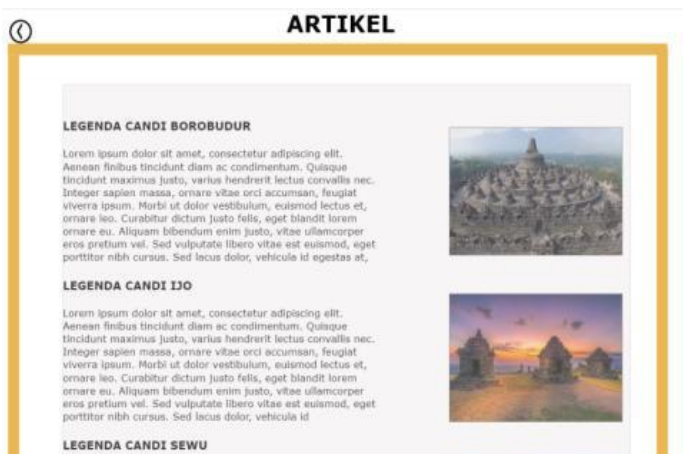 ARTIKEL
LEGENDA CANDI BOROBUDUR
Lorem ipsum dolor sit amet, consectetur adipiscing elit.
Aenean finibus tincidunt diam ac condimentum. Quisque
tincidunt maximus justo, varius hendrerit lectus convallis nec.
Integer sapien massa, ornare vitae orci accumsan, feugiat
viverra ipsum. Morbi ut dolor vestibulum, euismod lectus et,
ornare leo. Curabitur dictum justo felis, eget blandit lorem
ornare eu. Aliquam bibendum enim justo, vitae ullamcorper
eros pretium vel. Sed vulputate libero vitae est euismod, eget
porttitor nibh cursus. Sed lacus dolor, vehicula id egestas at,
LEGENDA CANDI IJO
Lorem ipsum dolor sit amet, consectetur adipiscing elit.
Aenean finibus tincidunt diam ac condimentum. Quisque
tincidunt maximus justo, varius hendrerit lectus convallis nec.
Integer sapien massa, ornare vitae orci accumsan, feugiat
viverra ipsum. Morbi ut dolor vestibulum, euismod lectus et,
ornare leo. Curabitur dictum justo felis, eget blandit lorem
ornare eu. Aliquam bibendum enim justo, vitae ullamcorper
eros pretium vel. Sed vulputate libero vitae est euismod, eget
porttitor nibh cursus. Sed lacus dolor, vehicula id
LEGENDA CANDI SEWU